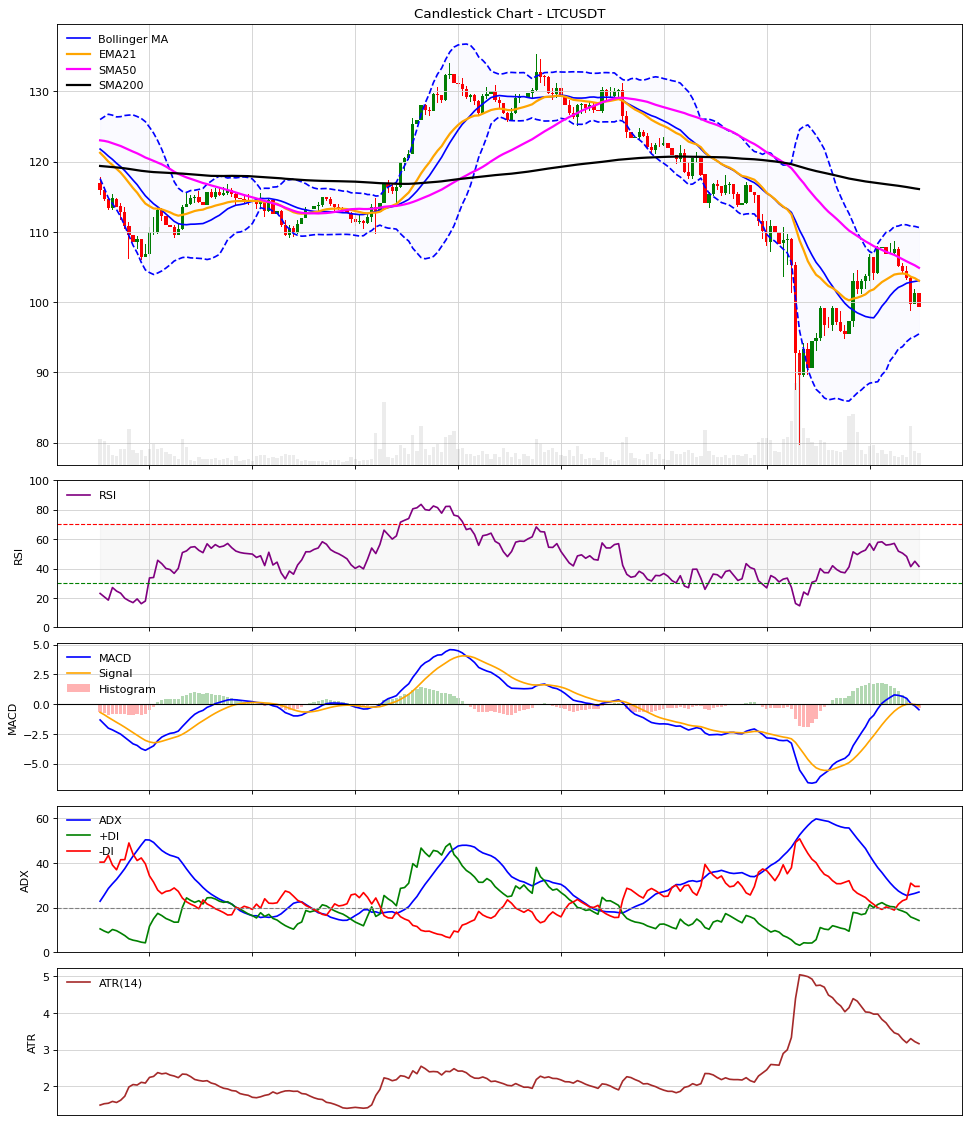 Candlestick Chart - LTCUSDT
Bollinger MA
EMA21
SMA50
SMA200
130
120
110
100
90
80
100
80
60
40
20
0
RSI
RSI
5.0
2.5
0.0
−2.5
−5.0
MACD
MACD
Signal
Histogram
60
40
20
0
ADX
ADX
+DI
-DI
5
4
3
2
ATR
ATR(14)